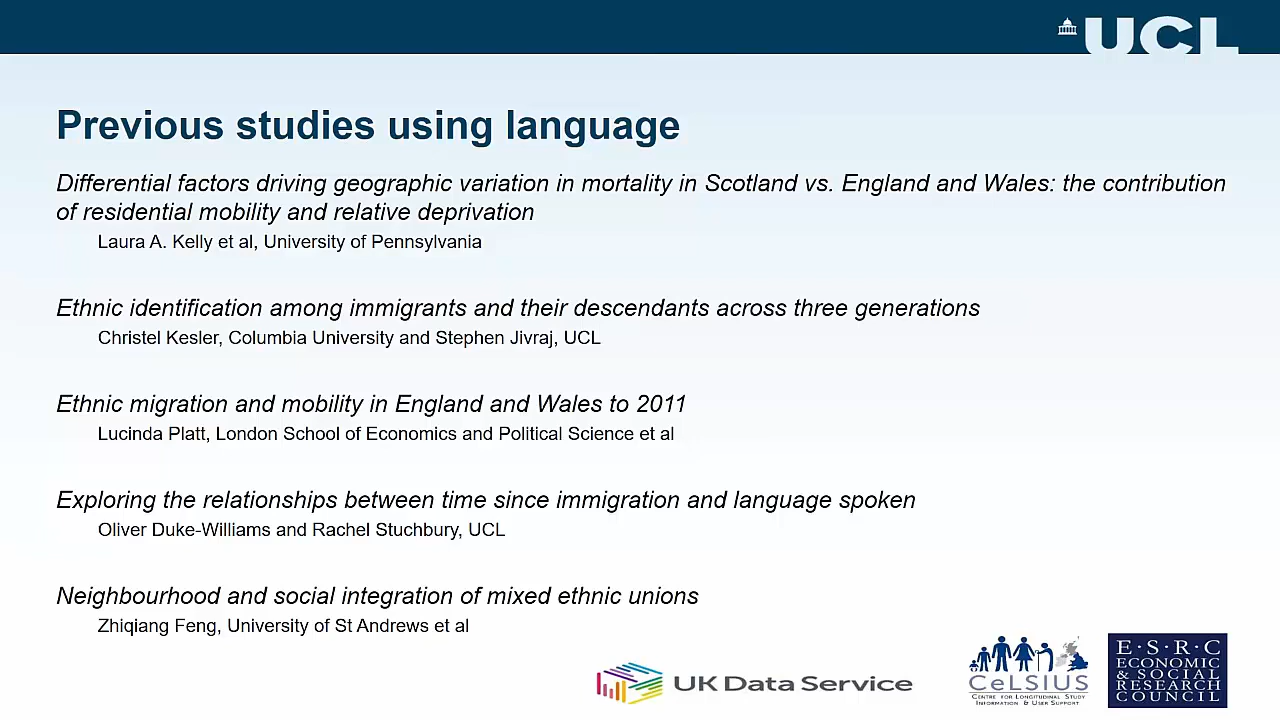 UCL
Previous studies using language
Differential factors driving geographic variation in mortality in Scotland vs. England and Wales: the contribution
of residential mobility and relative deprivation
Laura A. Kelly et al, University of Pennsylvania
Ethnic identification among immigrants and their descendants across three generations
Christel Kesler, Columbia University and Stephen Jivraj, UCL
Ethnic migration and mobility in England and Wales to 2011
Lucinda Platt, London School of Economics and Political Science et al
Exploring the relationships between time since immigration and language spoken
Oliver Duke-Williams and Rachel Stuchbury, UCL
Neighbourhood and social integration of mixed ethnic unions
Zhiqiang Feng, University of St Andrews et al
UK Data Service
CeLSIUS
Centre for Longitudinal Study
Information & User Support
E·S·R·C
ECONOMIC
& SOCIAL
RESEARCH
COUNCIL